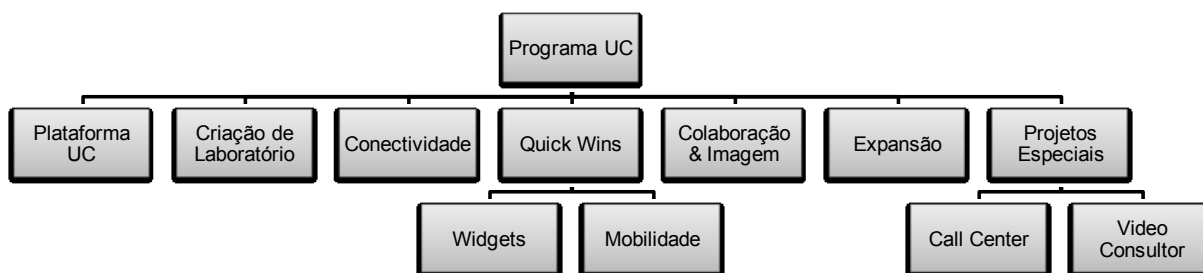 Programa UC
Plataforma
UC
Criação de
Laboratório
Conectividade
Quick Wins
Colaboração
& Imagem
Expansão
Projetos
Especiais
Widgets
Mobilidade
Call Center
Video
Consultor